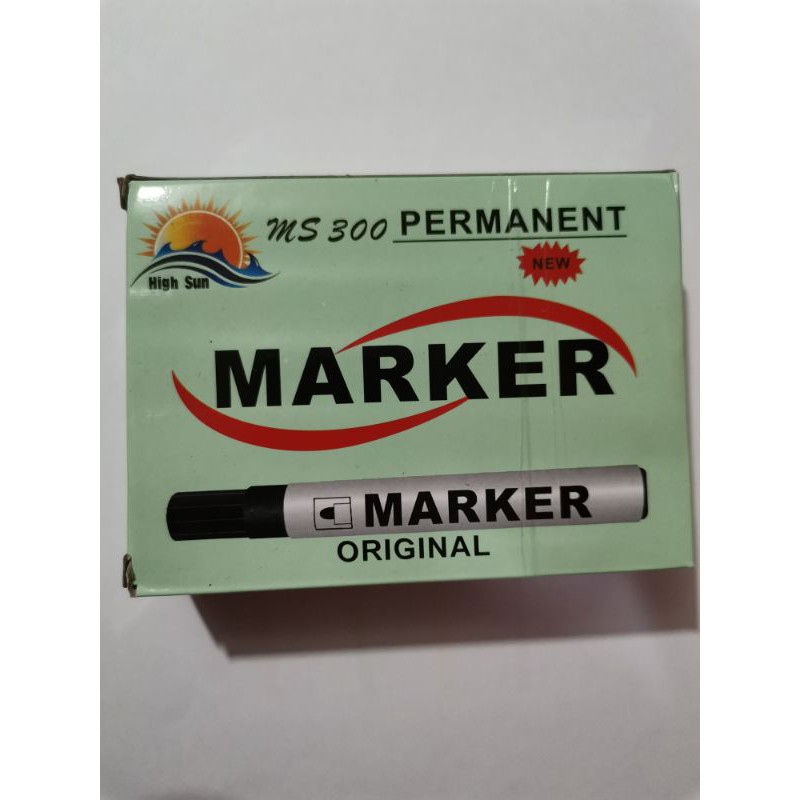 MS 300 PERMANENT
High Sun
NEW
MARKER
MARKER
ORIGINAL